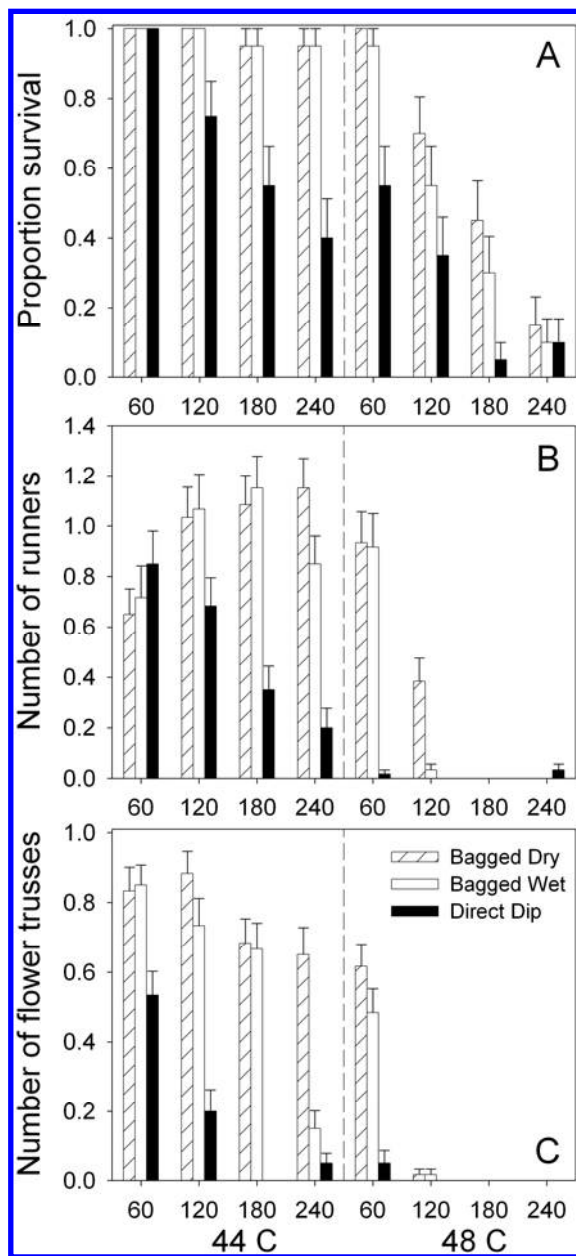 A
Proportion survival
1.0
0.8
0.6
0.4
0.2
0.0
60 120 180 240 60 120 180 240
B
Number of runners
1.4
1.2
1.0
0.8
0.6
0.4
0.2
0.0
60 120 180 240 60 120 180 240
C
Number of flower trusses
1.0
0.8
0.6
0.4
0.2
0.0
Bagged Dry
Bagged Wet
Direct Dip
60 120 180 240 60 120 180 240
44 C 48 C